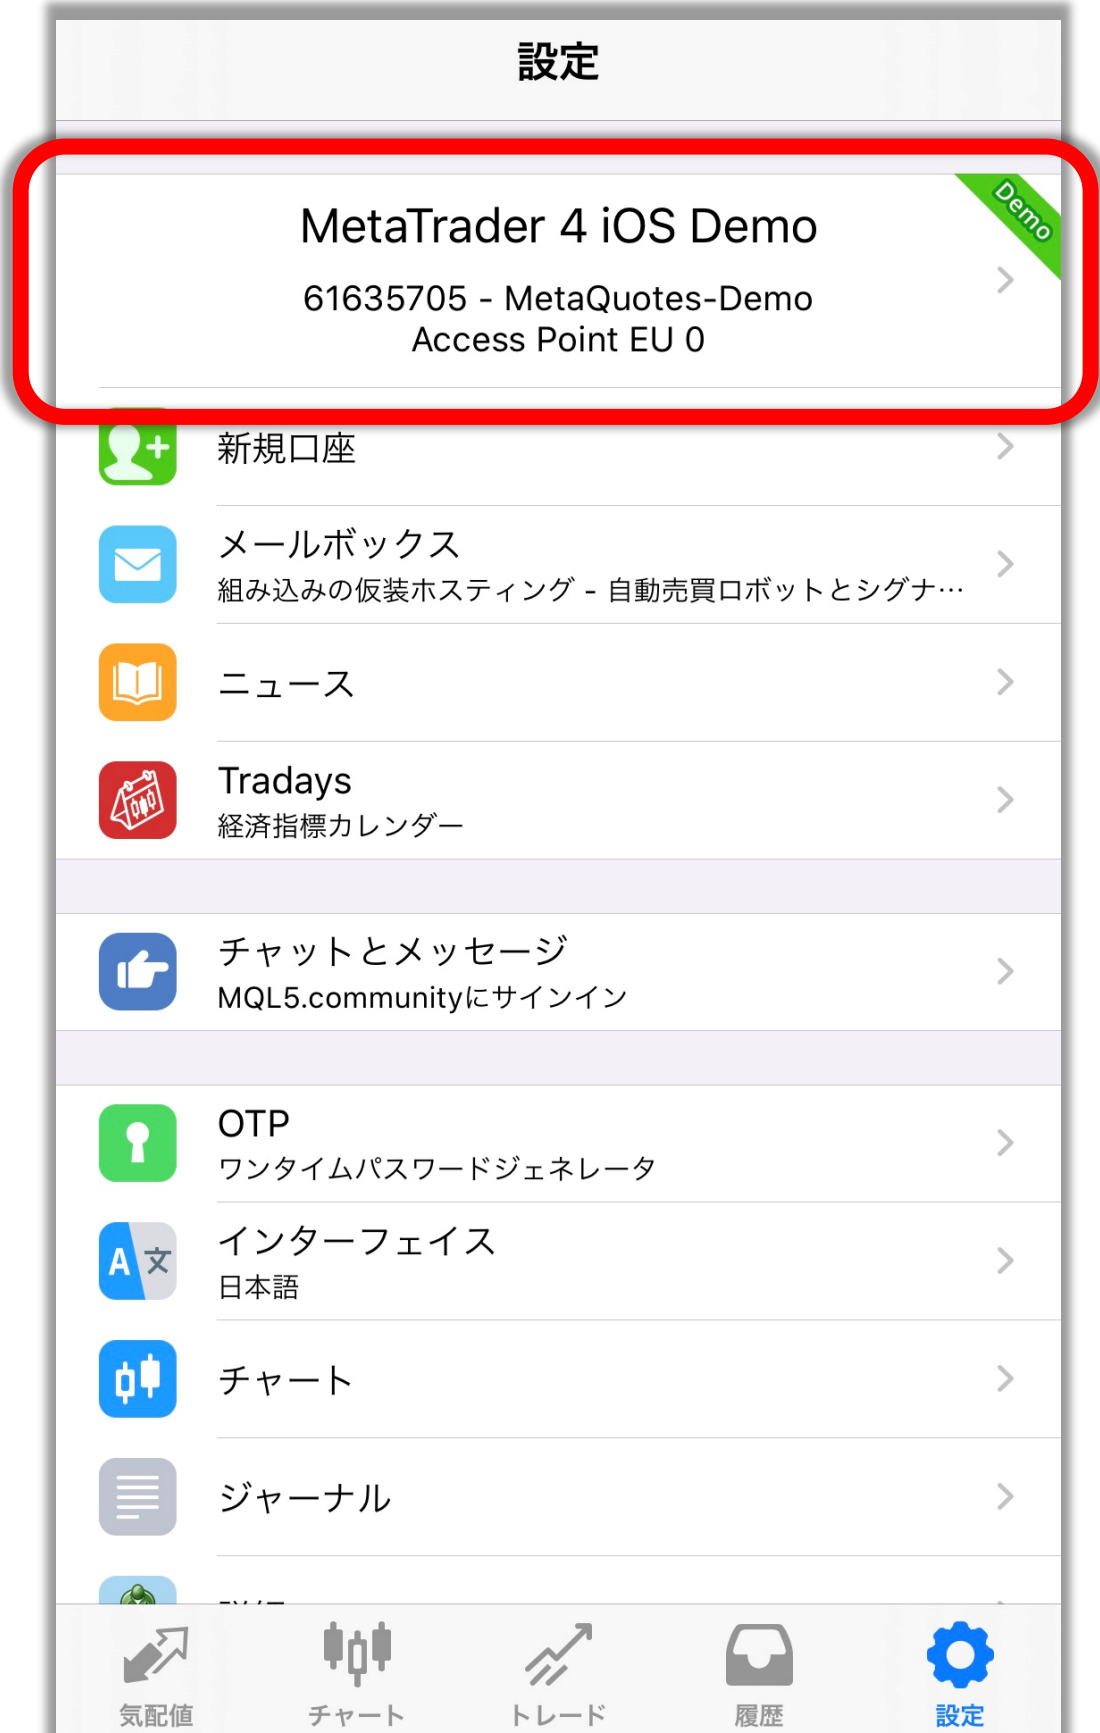 設定
Demo
MetaTrader 4 iOS Demo
61635705 - MetaQuotes-Demo
Access Point EU 0
新規口座
メールボックス
組み込みの仮装ホスティング - 自動売買ロボットとシグナ…
ニュース
Tradays
経済指標カレンダー
チャットとメッセージ
MQL5.communityにサインイン
OTP
ワンタイムパスワードジェネレータ
A 文
インターフェイス
日本語
チャート
ジャーナル
気配値
チャート
トレード
履歴
設定